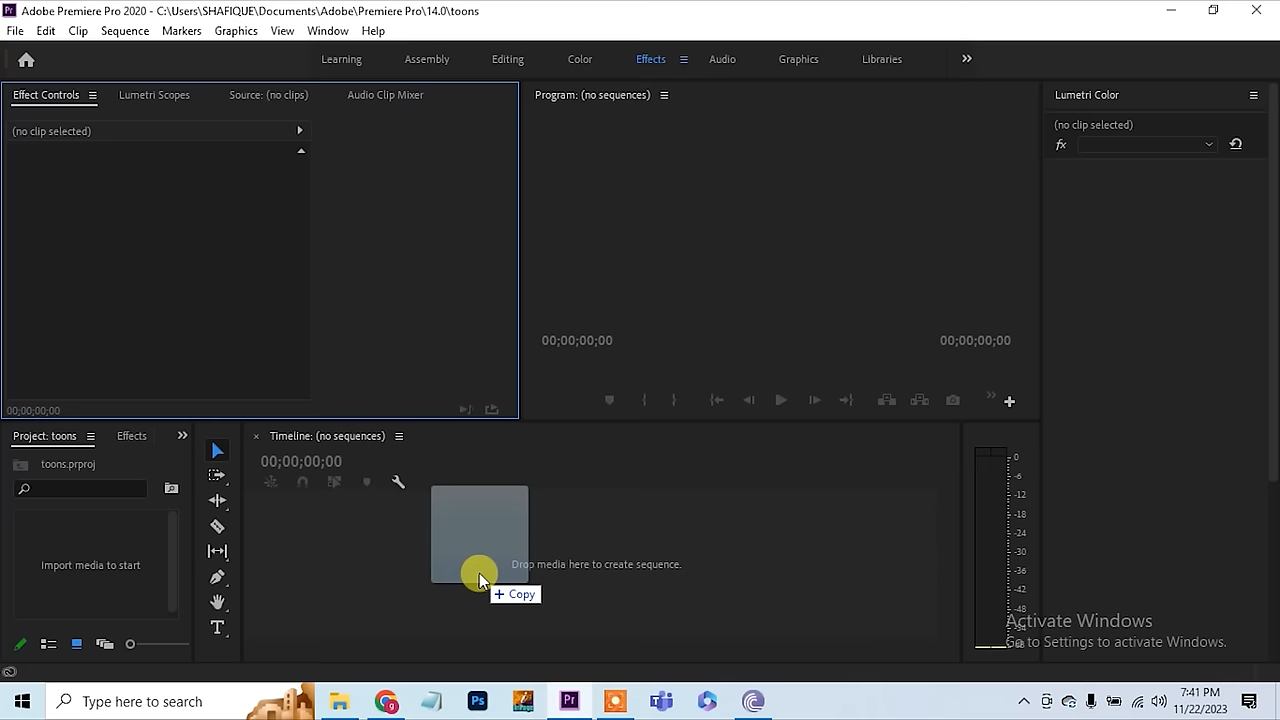 Adobe Premiere Pro 2020 - C:\Users\SHAFIQUE\Documents\Adobe\Premiere Pro\14.0\toons
File Edit Clip Sequence Markers Graphics View Window Help
Learning Assembly Editing Color Effects Audio Graphics Libraries
Effect Controls Lumetri Scopes Source: (no clips) Audio Clip Mixer
(no clip selected)
00;00;00;00
Program: (no sequences)
00;00;00;00 00;00;00;00
Lumetri Color
(no clip selected)
fx
Project: toons Effects
toons.prproj
Import media to start
T
Timeline: (no sequences)
00;00;00;00
Drop media here to create sequence.
+ Copy
0
-6
-12
-18
-24
-30
-36
-42
-48
-54
Activate Windows
Go to Settings to activate Windows.
Type here to search
Ps
Pr
7:41 PM
11/22/2023